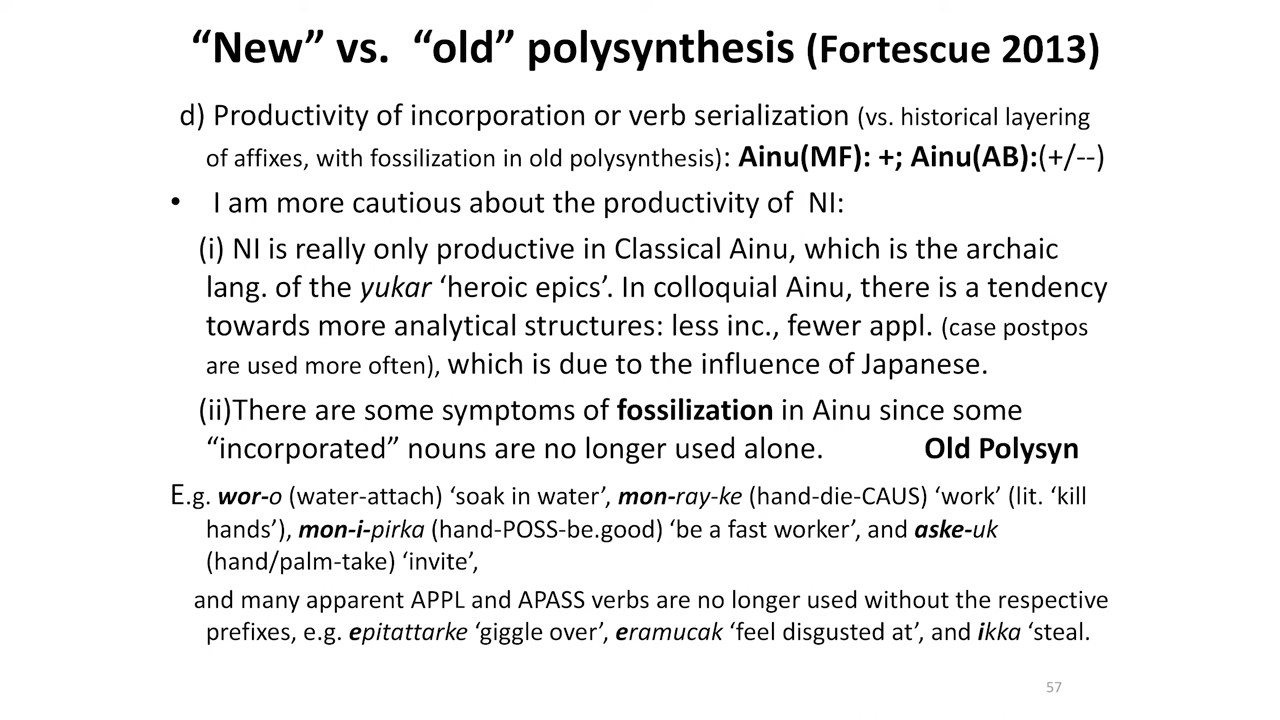 “New” vs. “old” polysynthesis (Fortescue 2013)
d) Productivity of incorporation or verb serialization (vs. historical layering
of affixes, with fossilization in old polysynthesis): Ainu(MF): +; Ainu(AB):(+/--)
• I am more cautious about the productivity of NI:
(i) NI is really only productive in Classical Ainu, which is the archaic
lang. of the yukar ‘heroic epics’. In colloquial Ainu, there is a tendency
towards more analytical structures: less inc., fewer appl. (case postpos
are used more often), which is due to the influence of Japanese.
(ii)There are some symptoms of fossilization in Ainu since some
“incorporated” nouns are no longer used alone. Old Polysyn
E.g. wor-o (water-attach) ‘soak in water’, mon-ray-ke (hand-die-CAUS) ‘work’ (lit. ‘kill
hands’), mon-i-pirka (hand-POSS-be.good) ‘be a fast worker’, and aske-uk
(hand/palm-take) ‘invite’,
and many apparent APPL and APASS verbs are no longer used without the respective
prefixes, e.g. epitattarke ‘giggle over’, eramucak ‘feel disgusted at’, and ikka ‘steal.
57